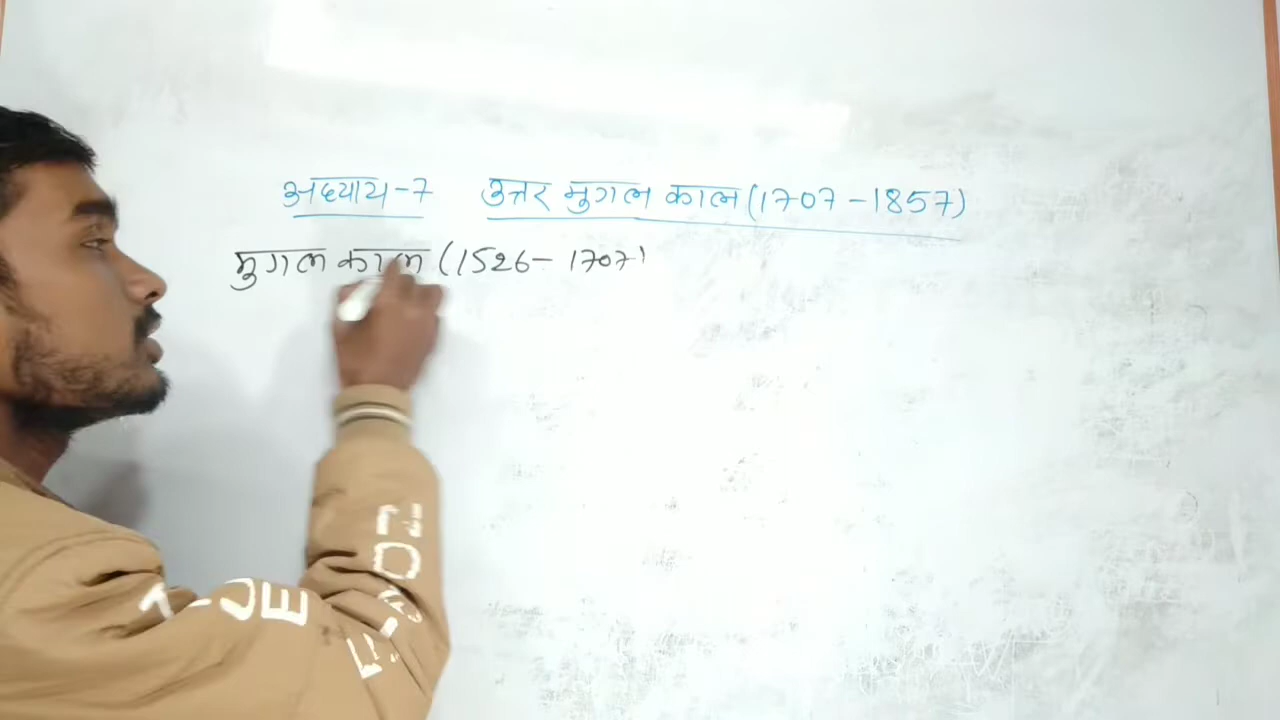 अध्याय-7 उत्तर मुगल काल (1707-1857)
मुगल काल (1526- 1707)